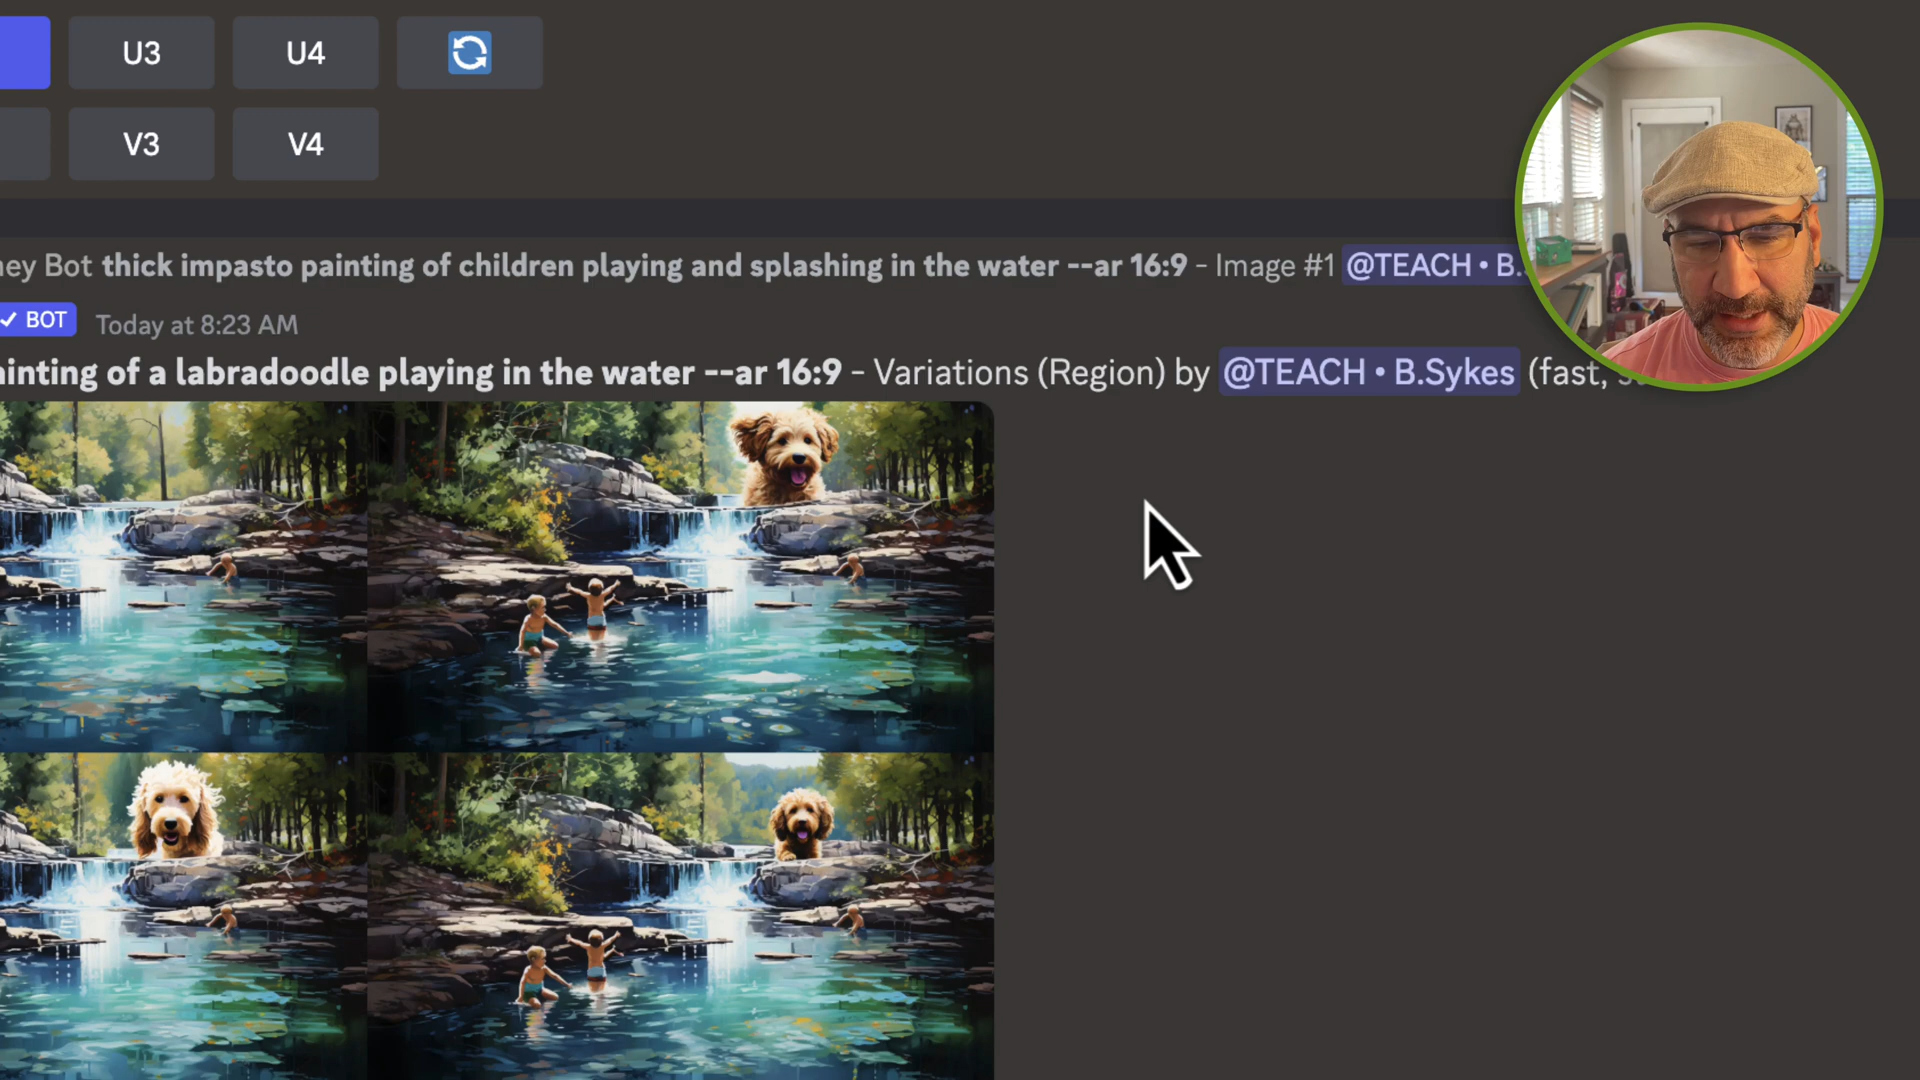 U3 U4
V3 V4
ney Bot thick impasto painting of children playing and splashing in the water --ar 16:9 - Image #1 @TEACH • B.
BOT Today at 8:23 AM
ainting of a labradoodle playing in the water --ar 16:9 - Variations (Region) by @TEACH • B.Sykes (fast,